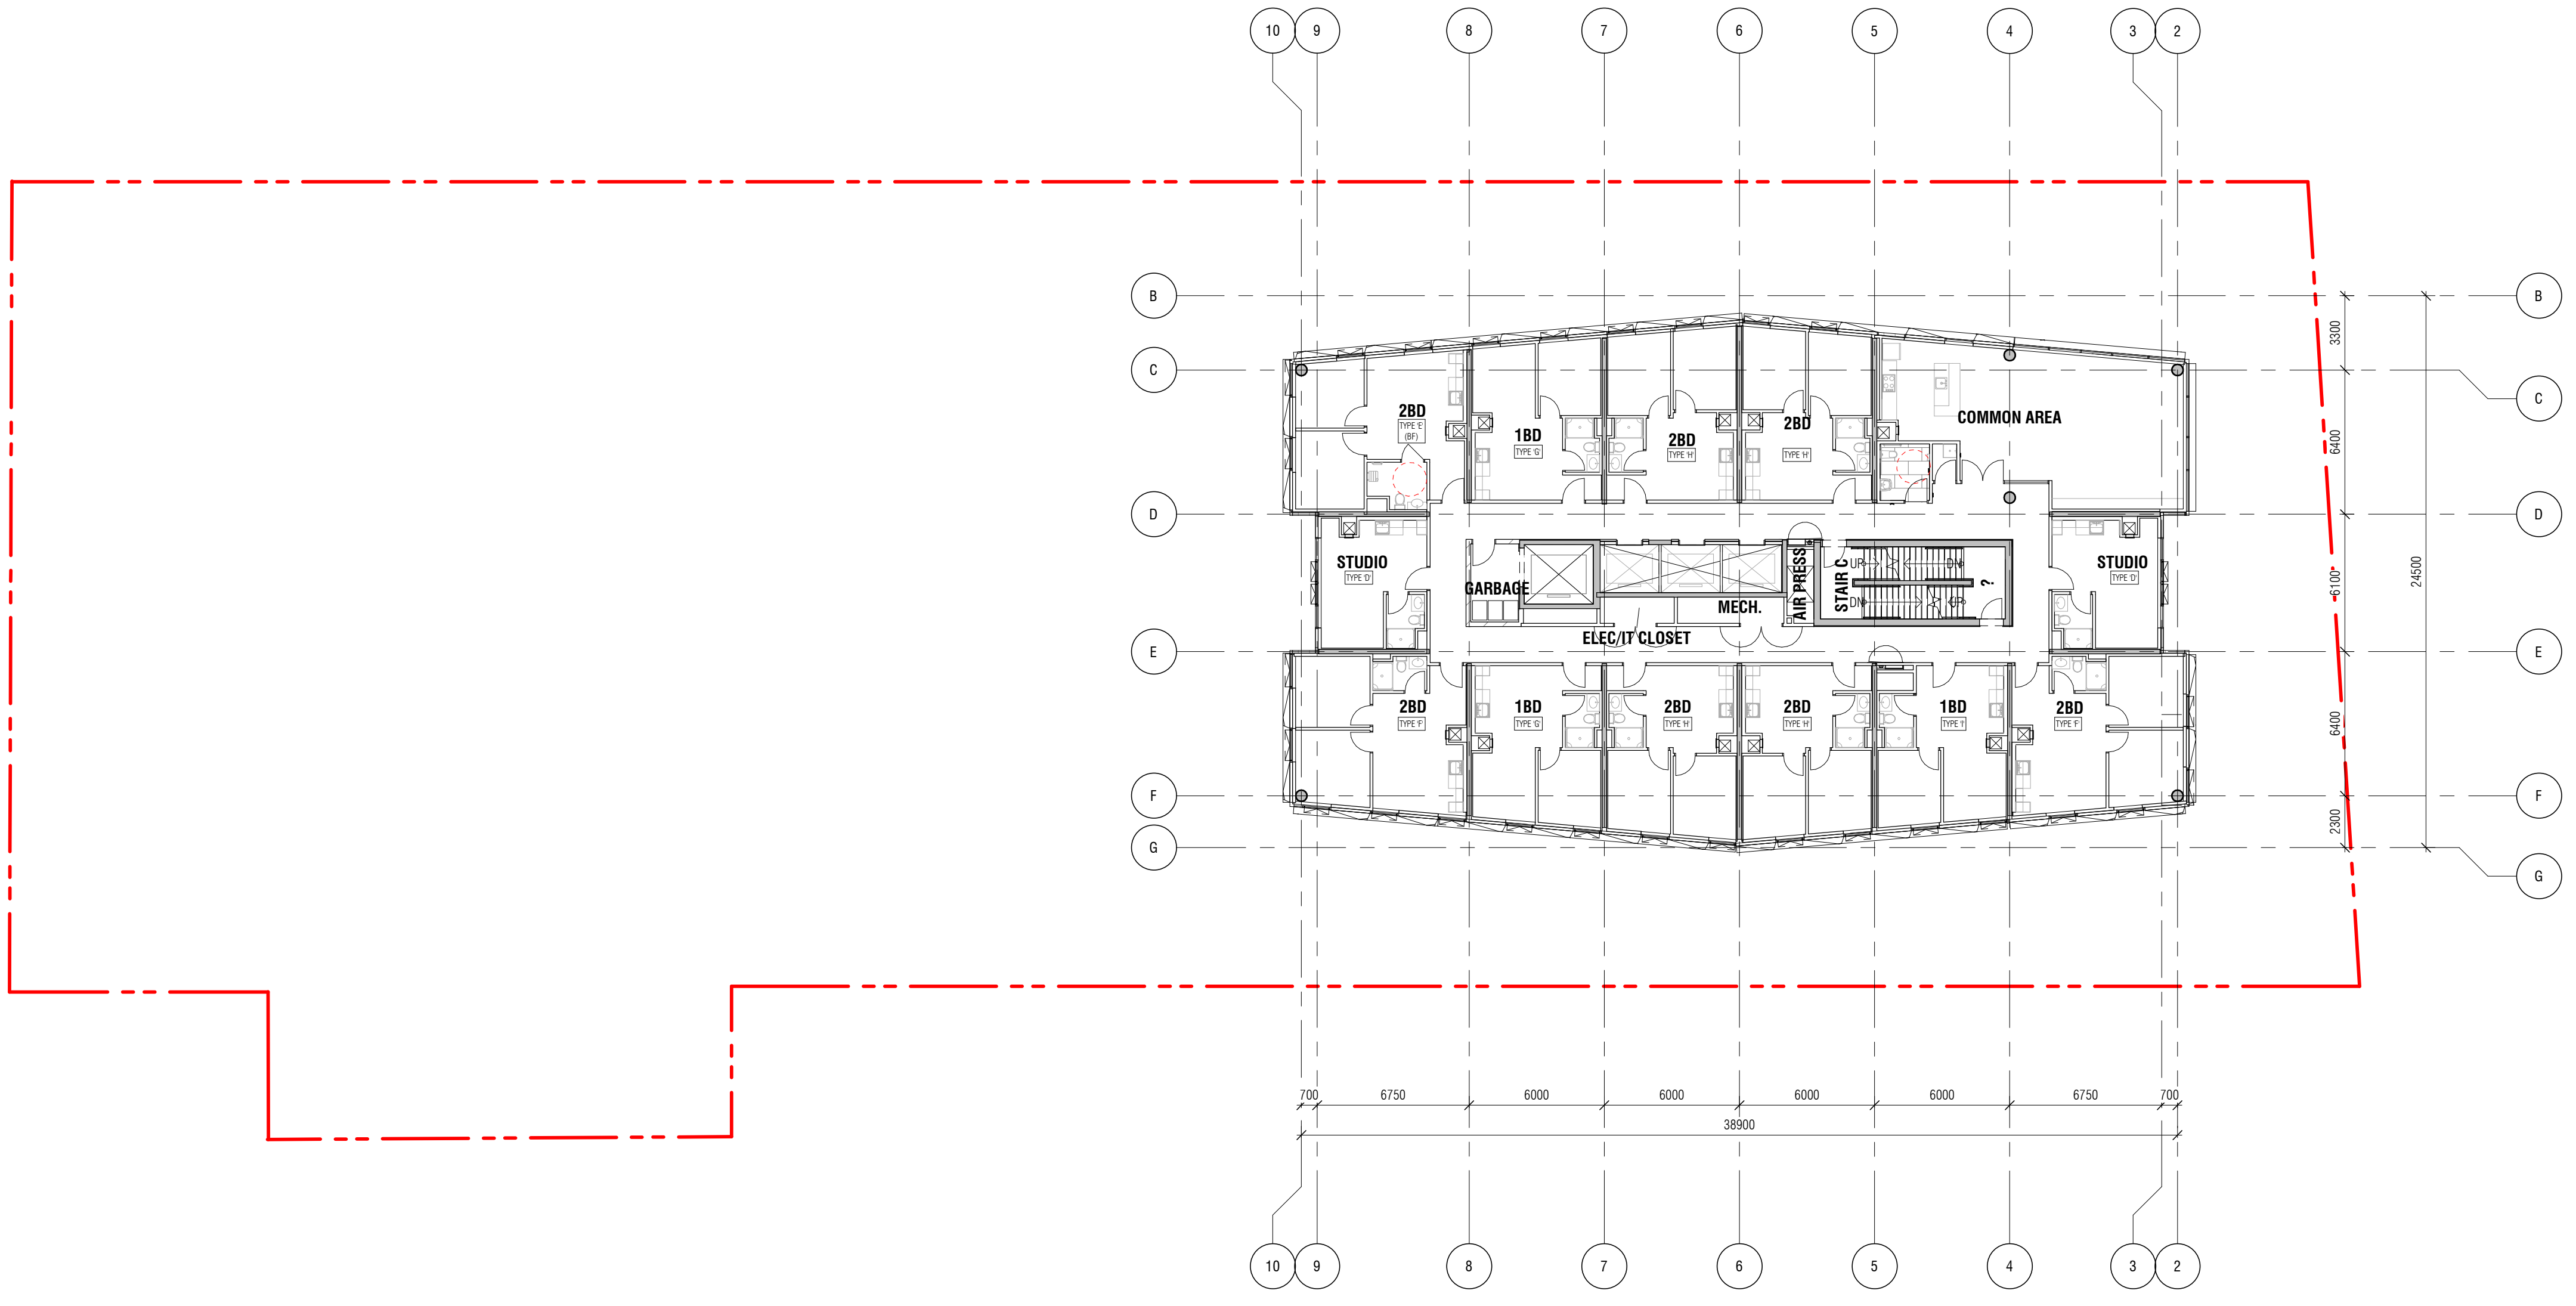 10 9 8 7 6 5 4 3 2
B B
3300
C C
2BD
TYPE 'E'
(BF)
1BD
TYPE 'G'
2BD
TYPE 'H'
2BD
TYPE 'H'
COMMON AREA
6400
D D
STUDIO
TYPE 'D'
GARBAGE
MECH.
ELEC/IT CLOSET
AIR PRESS
STAIR C
UP DN
DN UP
?
STUDIO
TYPE 'D'
6100
24500
E E
2BD
TYPE 'F'
1BD
TYPE 'G'
2BD
TYPE 'H'
2BD
TYPE 'H'
1BD
TYPE 'I'
2BD
TYPE 'F'
6400
F F
2300
G G
700 6750 6000 6000 6000 6000 6750 700
38900
10 9 8 7 6 5 4 3 2